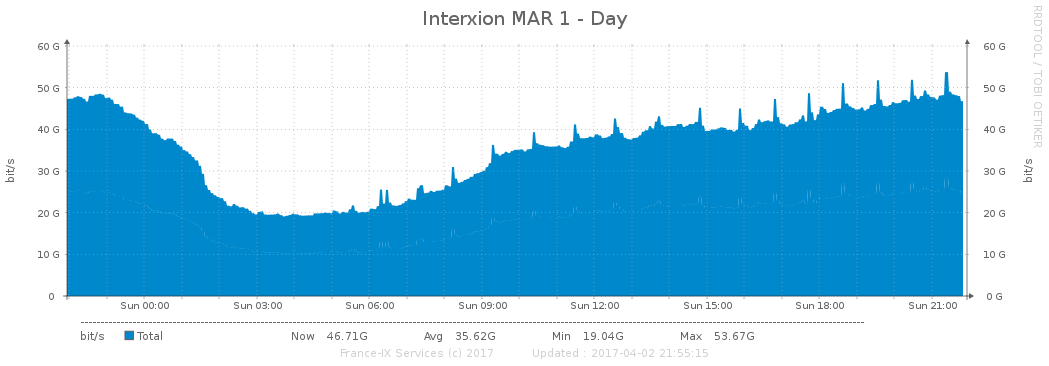 Interxion MAR 1 - Day
RRDTOOL / TOBI OETIKER
60 G 60 G
50 G 50 G
40 G 40 G
30 G 30 G
20 G 20 G
10 G 10 G
0 0 G
bit/s
bit/s
Sun 00:00 Sun 03:00 Sun 06:00 Sun 09:00 Sun 12:00 Sun 15:00 Sun 18:00 Sun 21:00
bit/s Total Now 46.71G Avg 35.62G Min 19.04G Max 53.67G
France-IX Services (c) 2017 Updated : 2017-04-02 21:55:15